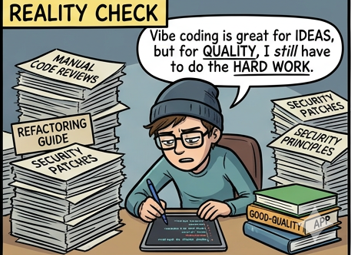 REALITY CHECK
Vibe coding is great for IDEAS,
but for QUALITY, I still have
to do the HARD WORK.
MANUAL
CODE REVIEWS
REFACTORING
GUIDE
SECURITY
PATCHES
SECURITY
PATCHES
SECURITY
PRINCIPLES
GOOD-QUALITY APP